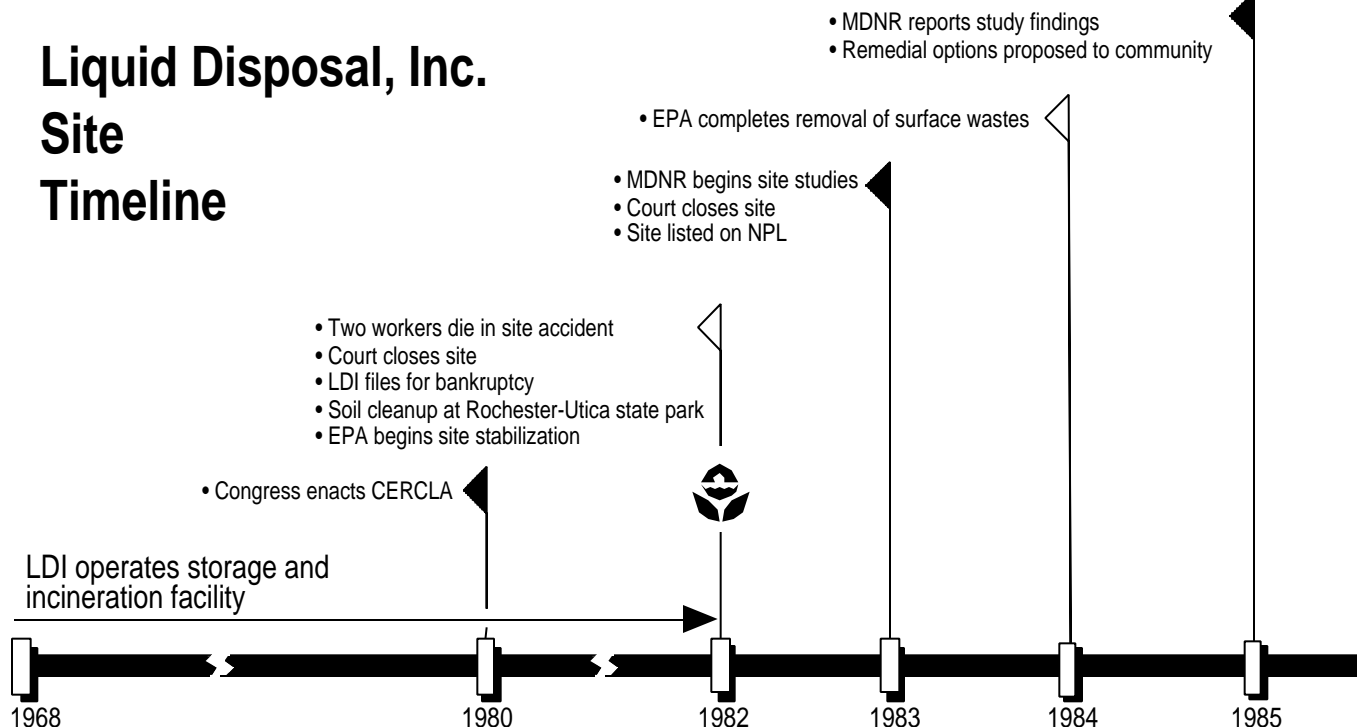 Liquid Disposal, Inc.
Site
Timeline
• MDNR reports study findings
• Remedial options proposed to community
• EPA completes removal of surface wastes
• MDNR begins site studies
• Court closes site
• Site listed on NPL
• Two workers die in site accident
• Court closes site
• LDI files for bankruptcy
• Soil cleanup at Rochester-Utica state park
• EPA begins site stabilization
• Congress enacts CERCLA
LDI operates storage and
incineration facility
1968
1980
1982
1983
1984
1985